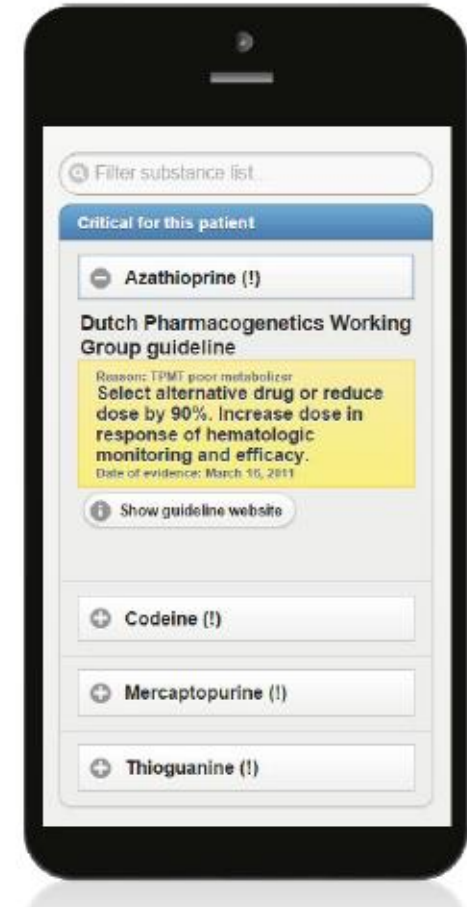 Filter substance list...
Critical for this patient
Azathioprine (!)
Dutch Pharmacogenetics Working
Group guideline
Reason: TPMT poor metabolizer
Select alternative drug or reduce
dose by 90%. Increase dose in
response of hematologic
monitoring and efficacy.
Date of evidence: March 16, 2011
Show guideline website
Codeine (!)
Mercaptopurine (!)
Thioguanine (!)